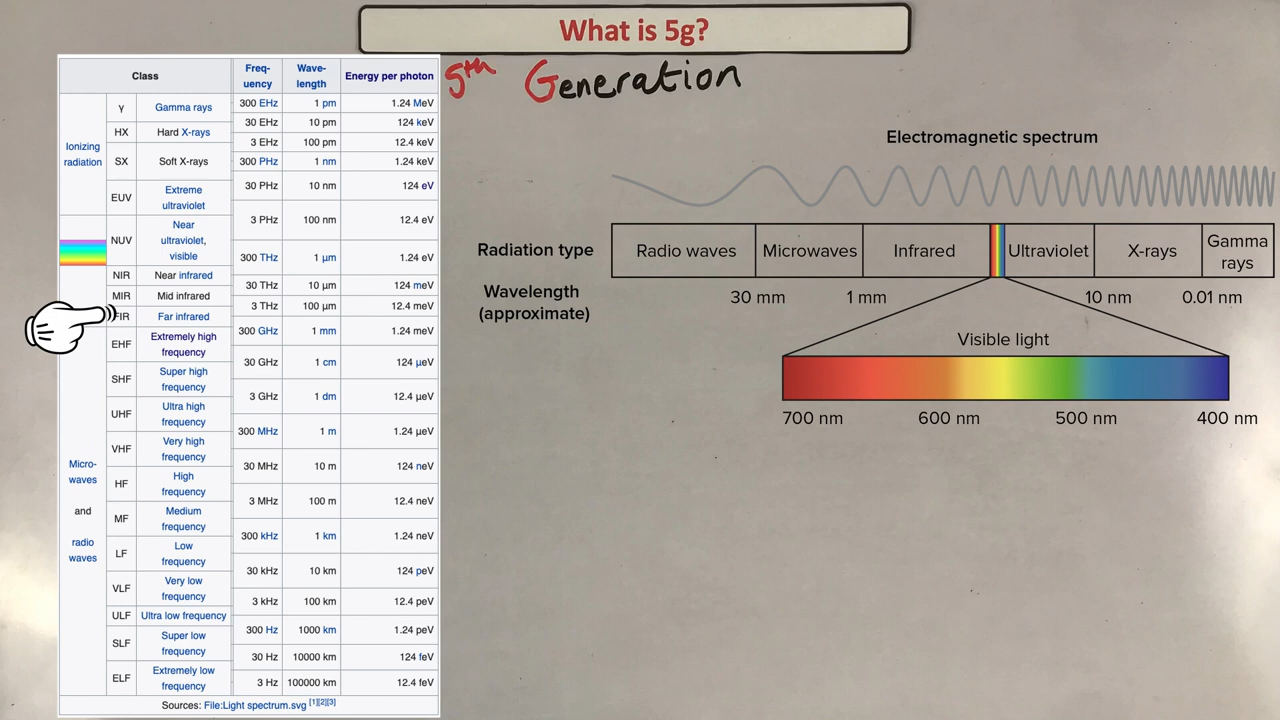 What is 5g?
5th Generation
Class
Freq-
uency
Wave-
length
Energy per photon
Ionizing
radiation
γ
Gamma rays
HX
Hard X-rays
SX
Soft X-rays
EUV
Extreme
ultraviolet
NUV
Near
ultraviolet,
visible
NIR
Near infrared
MIR
Mid infrared
FIR
Far infrared
Micro-
waves
and
radio
waves
EHF
Extremely high
frequency
SHF
Super high
frequency
UHF
Ultra high
frequency
VHF
Very high
frequency
HF
High
frequency
MF
Medium
frequency
LF
Low
frequency
VLF
Very low
frequency
ULF
Ultra low frequency
SLF
Super low
frequency
ELF
Extremely low
frequency
300 EHz 1 pm 1.24 MeV
30 EHz 10 pm 124 keV
3 EHz 100 pm 12.4 keV
300 PHz 1 nm 1.24 keV
30 PHz 10 nm 124 eV
3 PHz 100 nm 12.4 eV
300 THz 1 μm 1.24 eV
30 THz 10 μm 124 meV
3 THz 100 μm 12.4 meV
300 GHz 1 mm 1.24 meV
30 GHz 1 cm 124 μeV
3 GHz 1 dm 12.4 μeV
300 MHz 1 m 1.24 μeV
30 MHz 10 m 124 neV
3 MHz 100 m 12.4 neV
300 kHz 1 km 1.24 neV
30 kHz 10 km 124 peV
3 kHz 100 km 12.4 peV
300 Hz 1000 km 1.24 peV
30 Hz 10000 km 124 feV
3 Hz 100000 km 12.4 feV
Sources: File:Light spectrum.svg [1][2][3]
Electromagnetic spectrum
Radiation type
Radio waves
Microwaves
Infrared
Ultraviolet
X-rays
Gamma
rays
Wavelength
(approximate)
30 mm
1 mm
10 nm
0.01 nm
Visible light
700 nm
600 nm
500 nm
400 nm